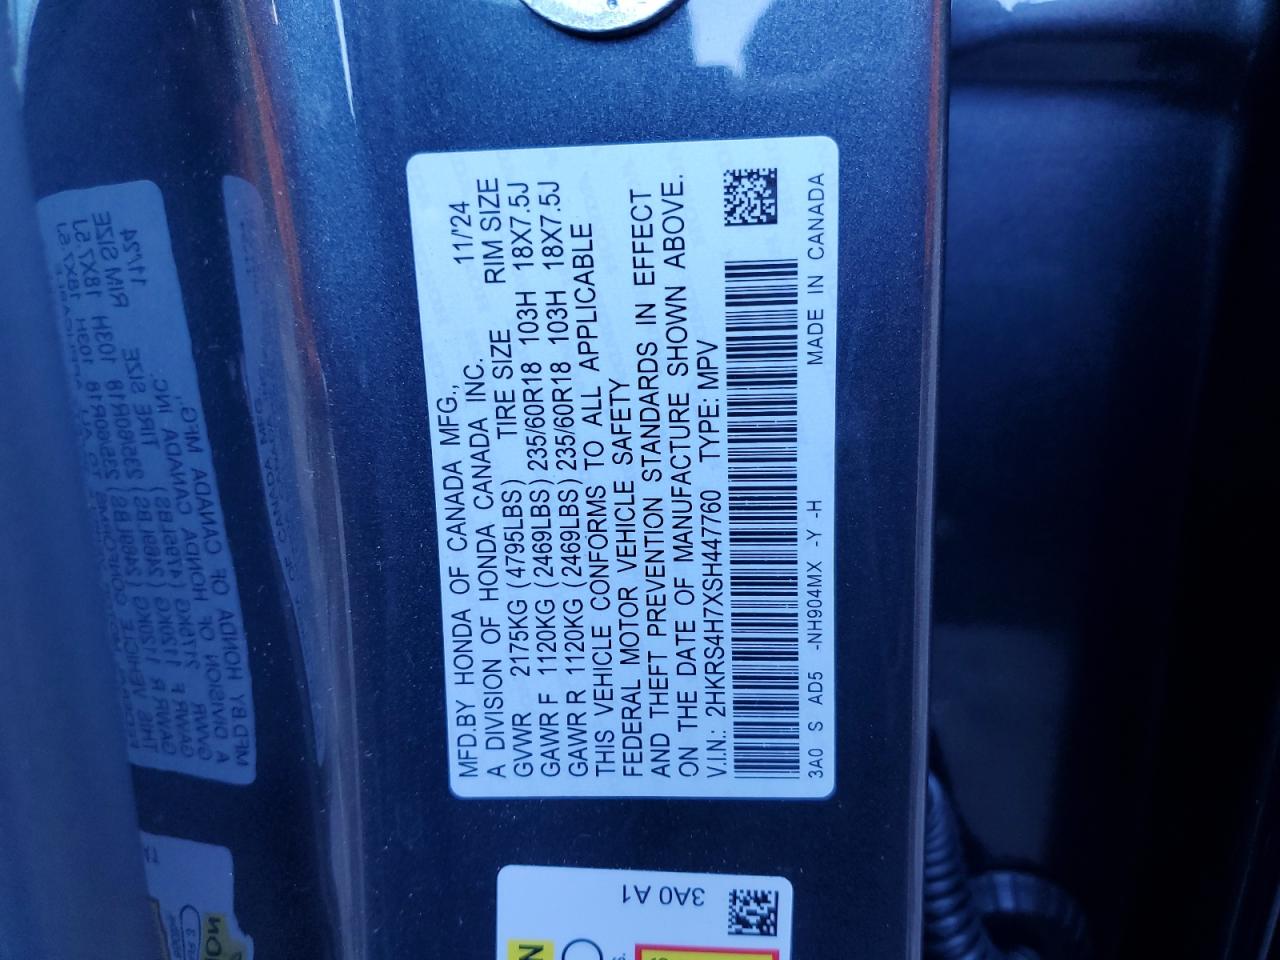 MFD.BY HONDA OF CANADA MFG., 11/'24
A DIVISION OF HONDA CANADA INC.
GVWR 2175KG (4795LBS) TIRE SIZE RIM SIZE
GAWR F 1120KG (2469LBS) 235/60R18 103H 18X7.5J
GAWR R 1120KG (2469LBS) 235/60R18 103H 18X7.5J
THIS VEHICLE CONFORMS TO ALL APPLICABLE
FEDERAL MOTOR VEHICLE SAFETY
AND THEFT PREVENTION STANDARDS IN EFFECT
ON THE DATE OF MANUFACTURE SHOWN ABOVE.
V.I.N.: 2HKRS4H7XSH447760 TYPE: MPV
3A0 S AD5 -NH904MX -Y -H MADE IN CANADA
3A0 A1